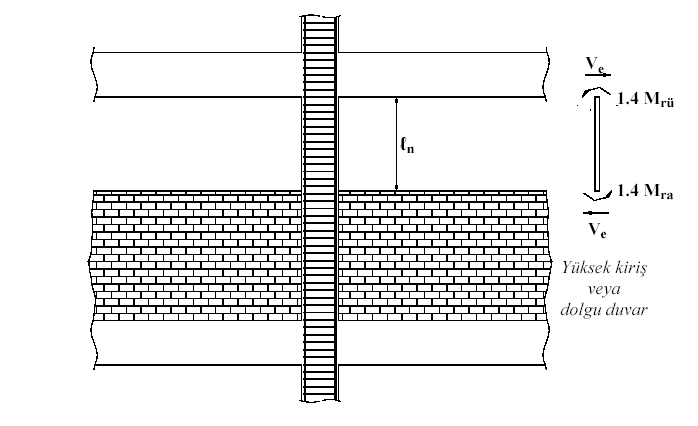 Ve
1.4 Mrü
ℓn
1.4 Mra
Ve
Yüksek kiriş
veya
dolgu duvar